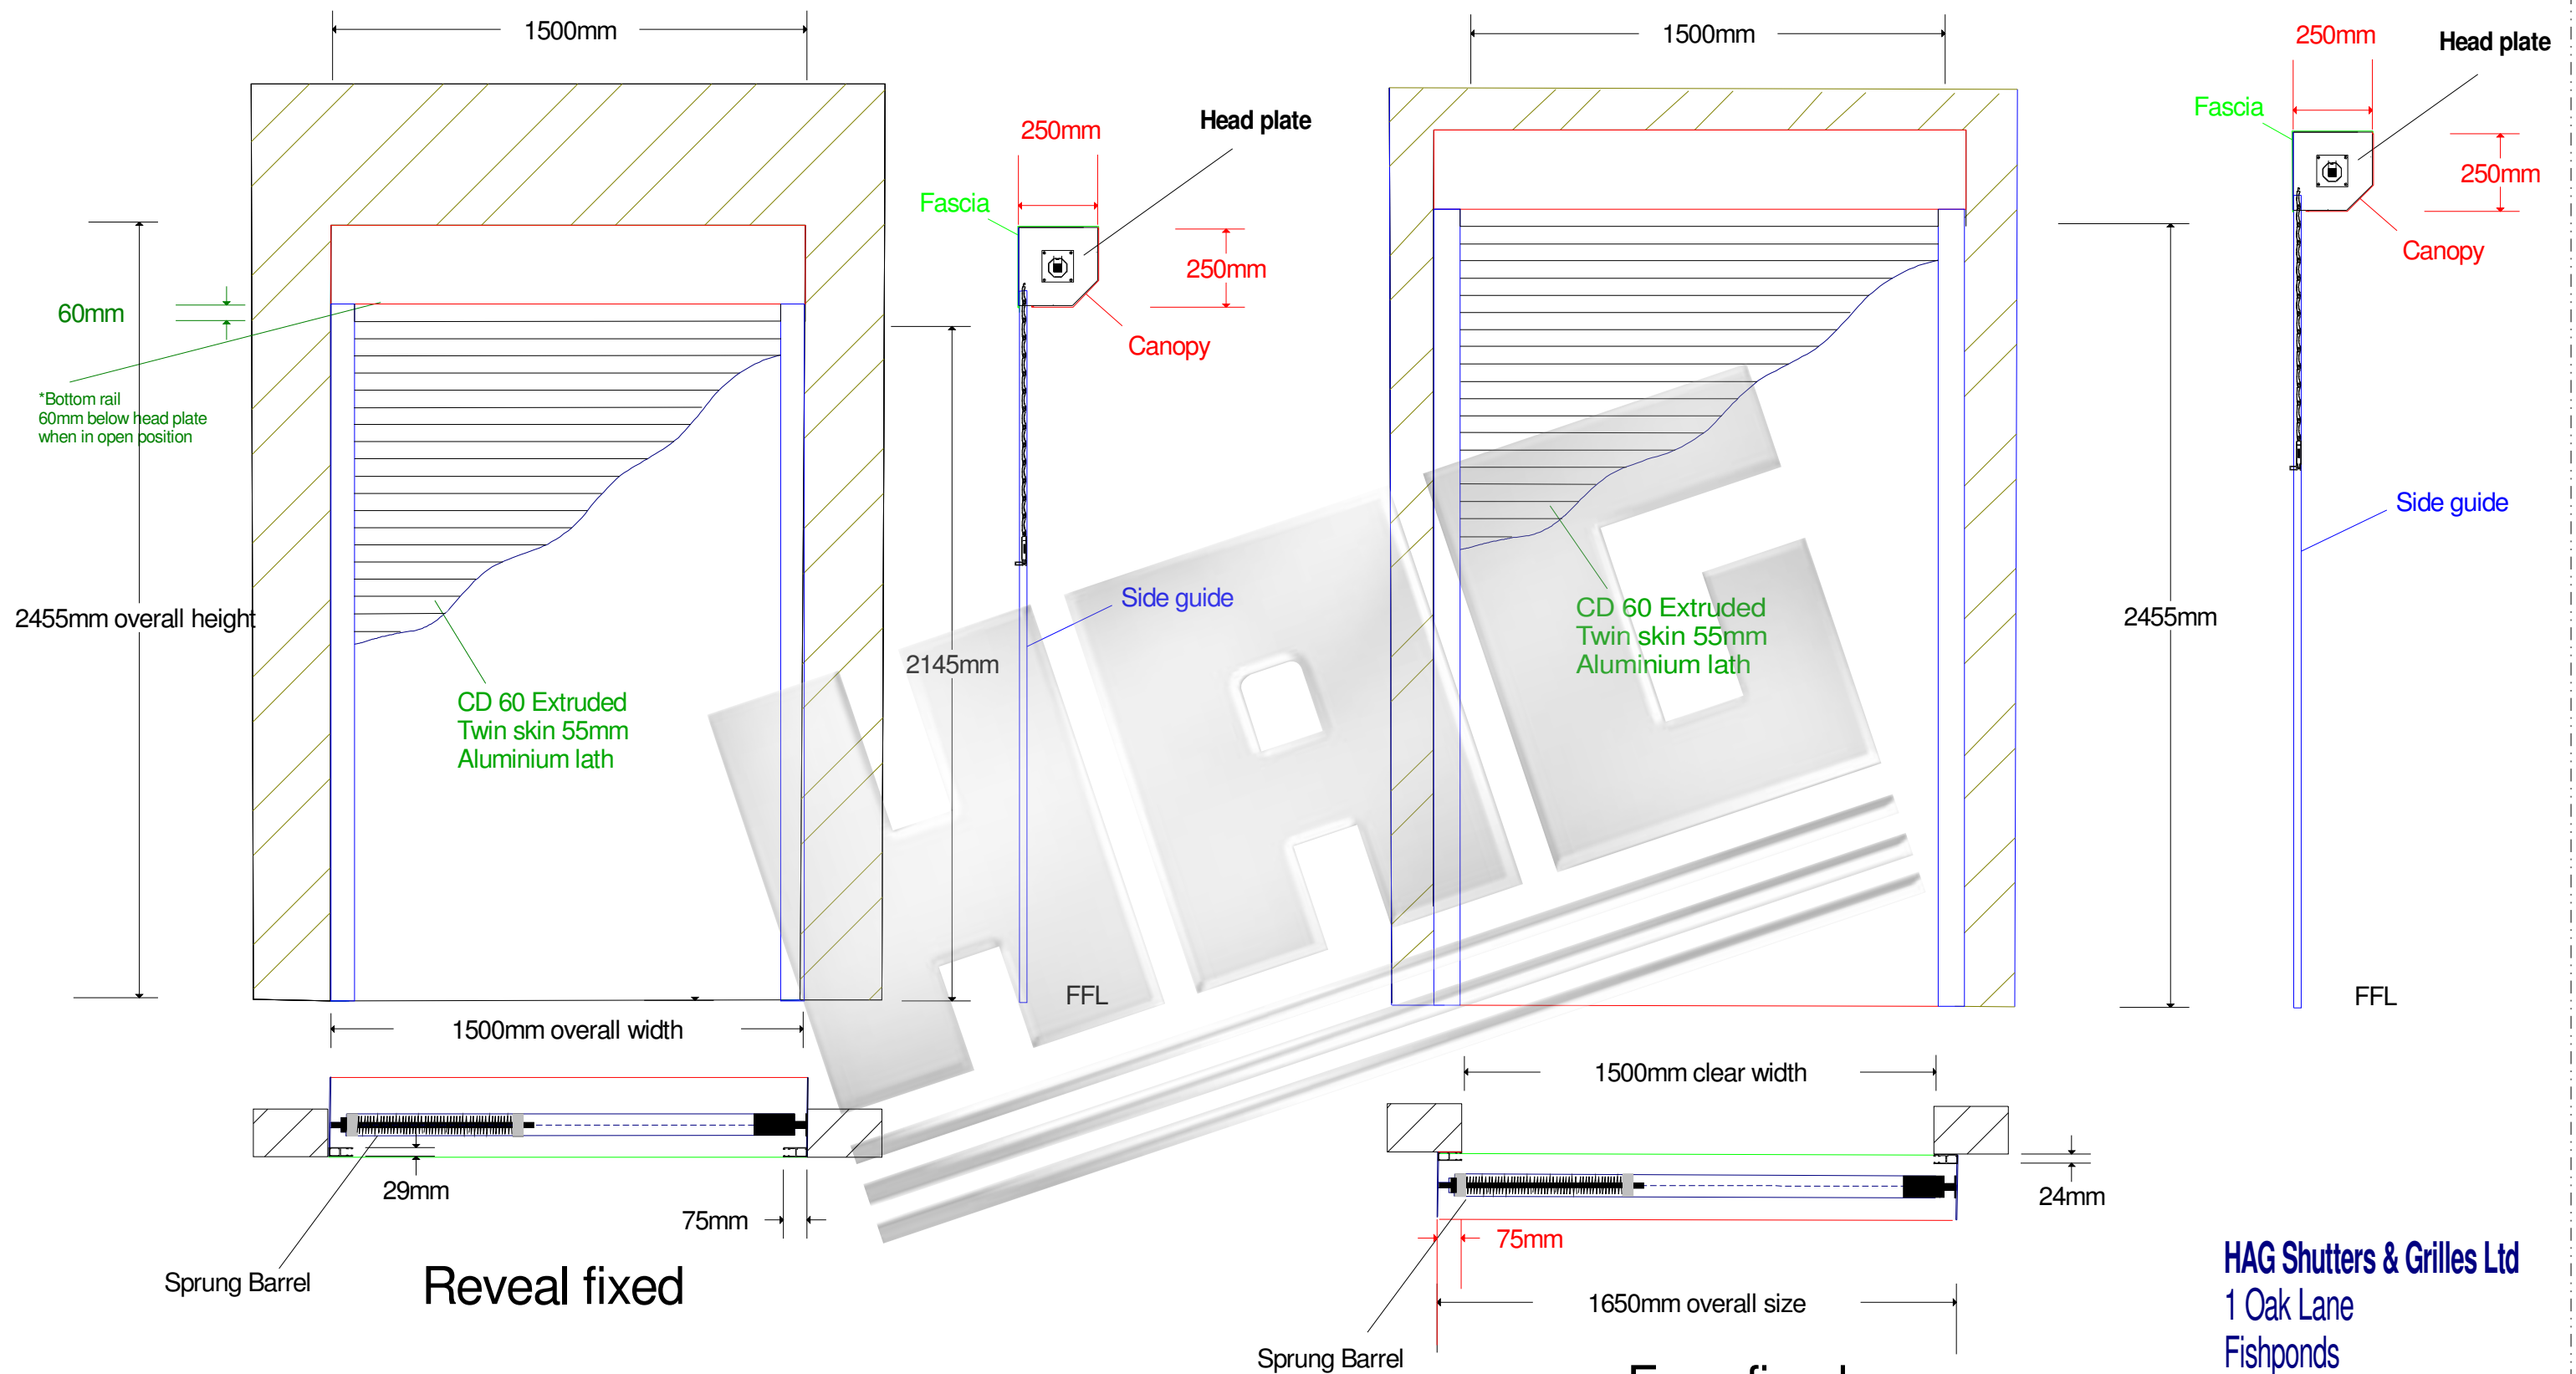 1500mm
1500mm
250mm
Head plate
250mm
Head plate
Fascia
Fascia
250mm
250mm
Canopy
Canopy
60mm
*Bottom rail
60mm below head plate
when in open position
2455mm overall height
CD 60 Extruded
Twin skin 55mm
Aluminium lath
2145mm
Side guide
FFL
HAG
CD 60 Extruded
Twin skin 55mm
Aluminium lath
2455mm
Side guide
FFL
1500mm overall width
29mm
75mm
Sprung Barrel
Reveal fixed
1500mm clear width
24mm
75mm
1650mm overall size
Sprung Barrel
HAG Shutters & Grilles Ltd
1 Oak Lane
Fishponds